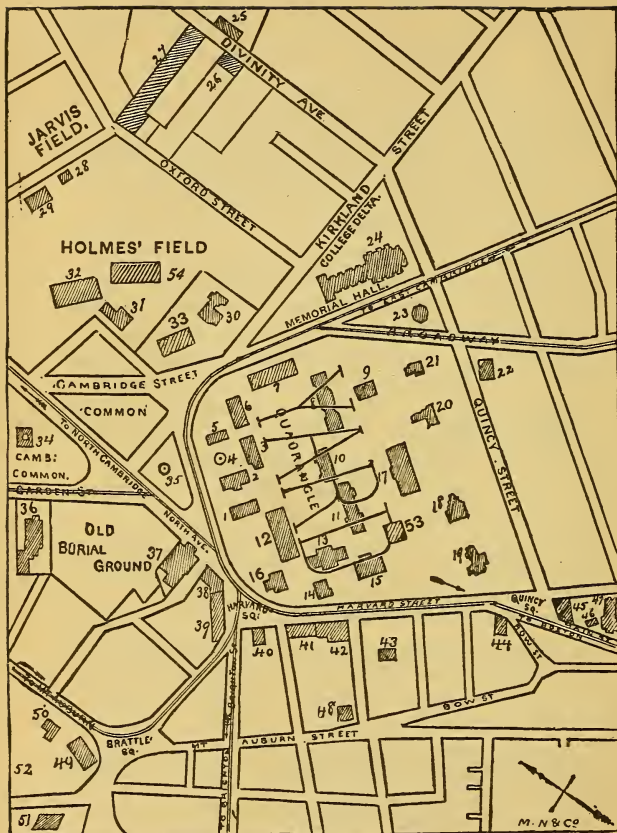 25
DIVINITY AVE.
27
26
JARVIS
FIELD.
KIRKLAND
STREET
COLLEGE DELTA.
OXFORD STREET
28
29
24
HOLMES' FIELD
32
54
31
30
33
MEMORIAL HALL.
TO EAST CAMBRIDGE
23
BROADWAY
CAMBRIDGE STREET
COMMON
7
9
21
22
6
8
5
QUADRANGLE
20
QUINCY STREET
TO NORTH CAMBRIDGE
34
CAMB:
COMMON.
4
3
10
35
2
17
GARDEN ST.
NORTH AVE.
1
11
18
36
OLD
BURIAL
GROUND
12
53
37
13
19
16
15
14
38
HARVARD
SQ.
HARVARD STREET
QUINCY
SQ.
45
47
46
39
40
41
42
43
44
BOW ST.
BOW ST
48
50
BRATTLE
SQ.
MT AUBURN STREET
49
52
TO BRIGHTON
51
M. N & Co